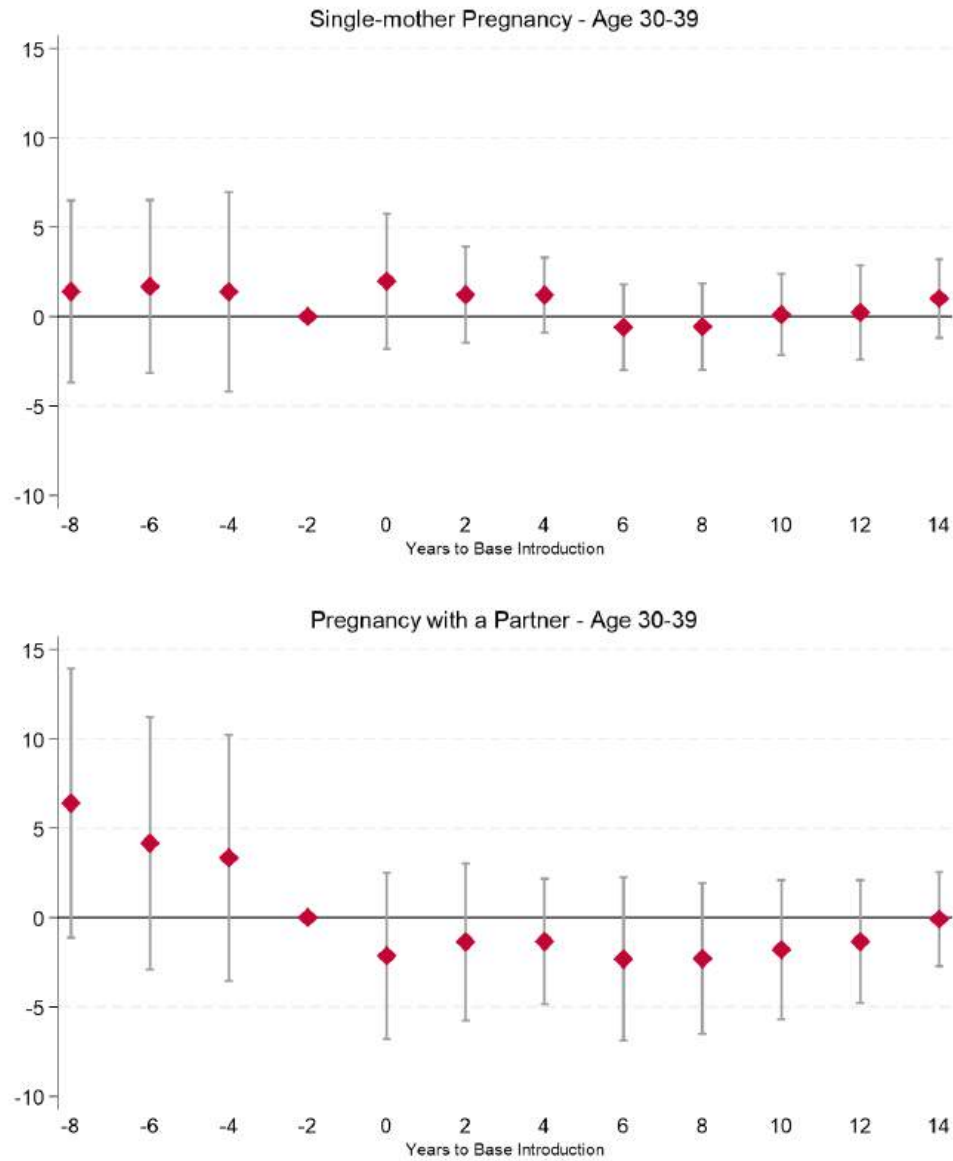 Single-mother Pregnancy - Age 30-39
15
10
5
0
-5
-10
-8 -6 -4 -2 0 2 4 6 8 10 12 14
Years to Base Introduction
Pregnancy with a Partner - Age 30-39
15
10
5
0
-5
-10
-8 -6 -4 -2 0 2 4 6 8 10 12 14
Years to Base Introduction